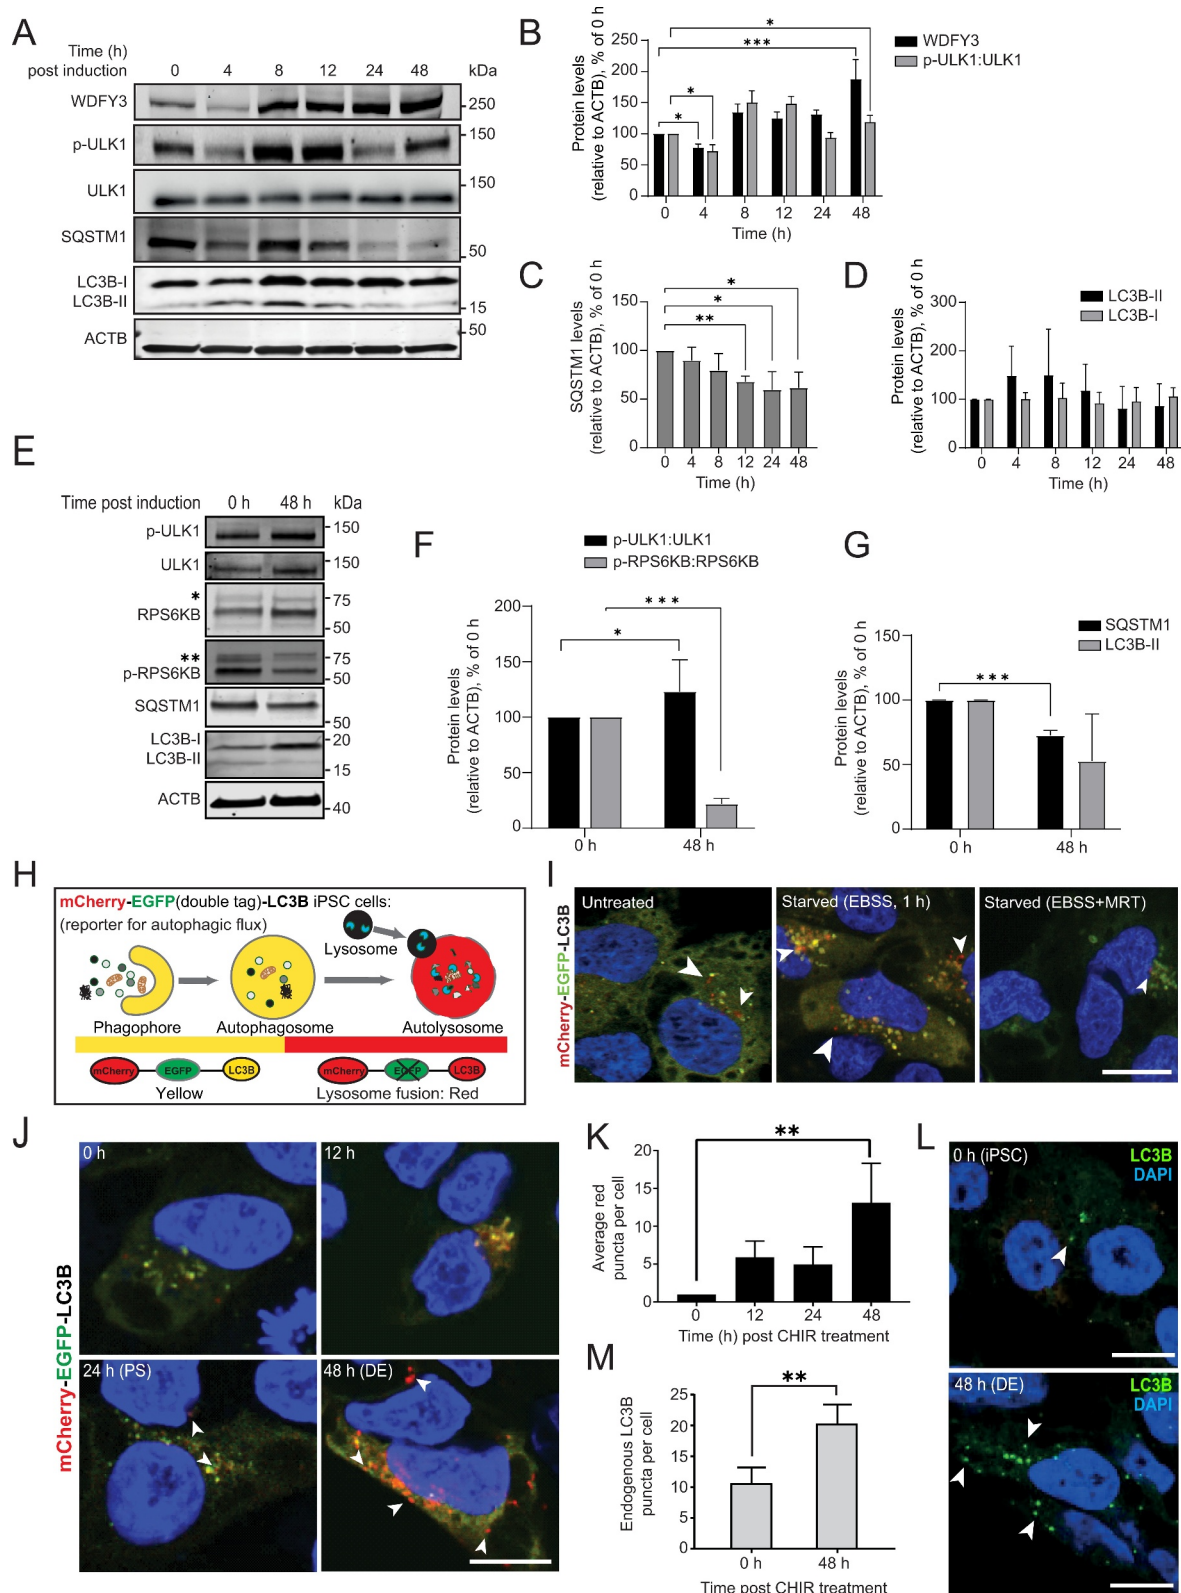 A
Time (h)
post induction
0 4 8 12 24 48 kDa
WDFY3
250
p-ULK1
150
ULK1
150
SQSTM1
50
LC3B-I
LC3B-II
15
ACTB
50
B
Protein levels
(relative to ACTB), % of 0 h
250
200
150
100
50
0
*
***
*
*
WDFY3
p-ULK1:ULK1
0 4 8 12 24 48
Time (h)
C
SQSTM1 levels
(relative to ACTB), % of 0 h
150
100
50
0
*
*
**
0 4 8 12 24 48
Time (h)
D
Protein levels
(relative to ACTB), % of 0 h
300
200
100
0
LC3B-II
LC3B-I
0 4 8 12 24 48
Time (h)
E
Time post induction 0 h 48 h kDa
p-ULK1
150
ULK1
150
*
RPS6KB
75
50
**
p-RPS6KB
75
50
SQSTM1
50
LC3B-I
LC3B-II
20
15
ACTB
40
F
p-ULK1:ULK1
p-RPS6KB:RPS6KB
Protein levels
(relative to ACTB), % of 0 h
200
150
100
50
0
***
*
0 h 48 h
G
SQSTM1
LC3B-II
Protein levels
(relative to ACTB), % of 0 h
150
100
50
0
***
0 h 48 h
H
mCherry-EGFP(double tag)-LC3B iPSC cells:
(reporter for autophagic flux)
Lysosome
Phagophore Autophagosome Autolysosome
mCherry EGFP LC3B mCherry EGFP LC3B
Yellow Lysosome fusion: Red
I
mCherry-EGFP-LC3B
Untreated
Starved (EBSS, 1 h)
Starved (EBSS+MRT)
J
mCherry-EGFP-LC3B
0 h
12 h
24 h (PS)
48 h (DE)
K
Average red
puncta per cell
20
15
10
5
0
**
0 12 24 48
Time (h) post CHIR treatment
L
0 h (iPSC)
LC3B
DAPI
48 h (DE)
LC3B
DAPI
M
Endogenous LC3B
puncta per cell
25
20
15
10
5
0
**
0 h 48 h
Time post CHIR treatment